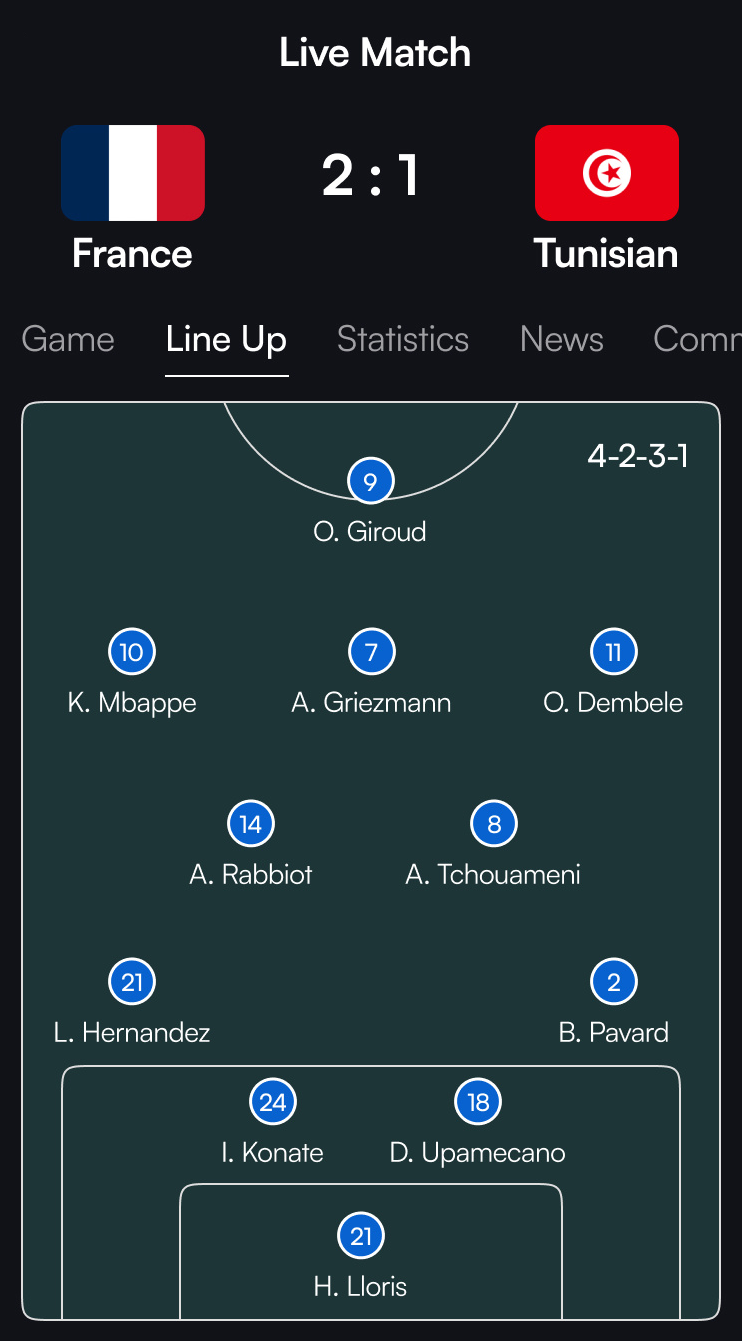 Live Match
2 : 1
France
Tunisian
Game Line Up Statistics News Comm
4-2-3-1
9
O. Giroud
10 7 11
K. Mbappe A. Griezmann O. Dembele
14 8
A. Rabbiot A. Tchouameni
21 2
L. Hernandez B. Pavard
24 18
I. Konate D. Upamecano
21
H. Lloris